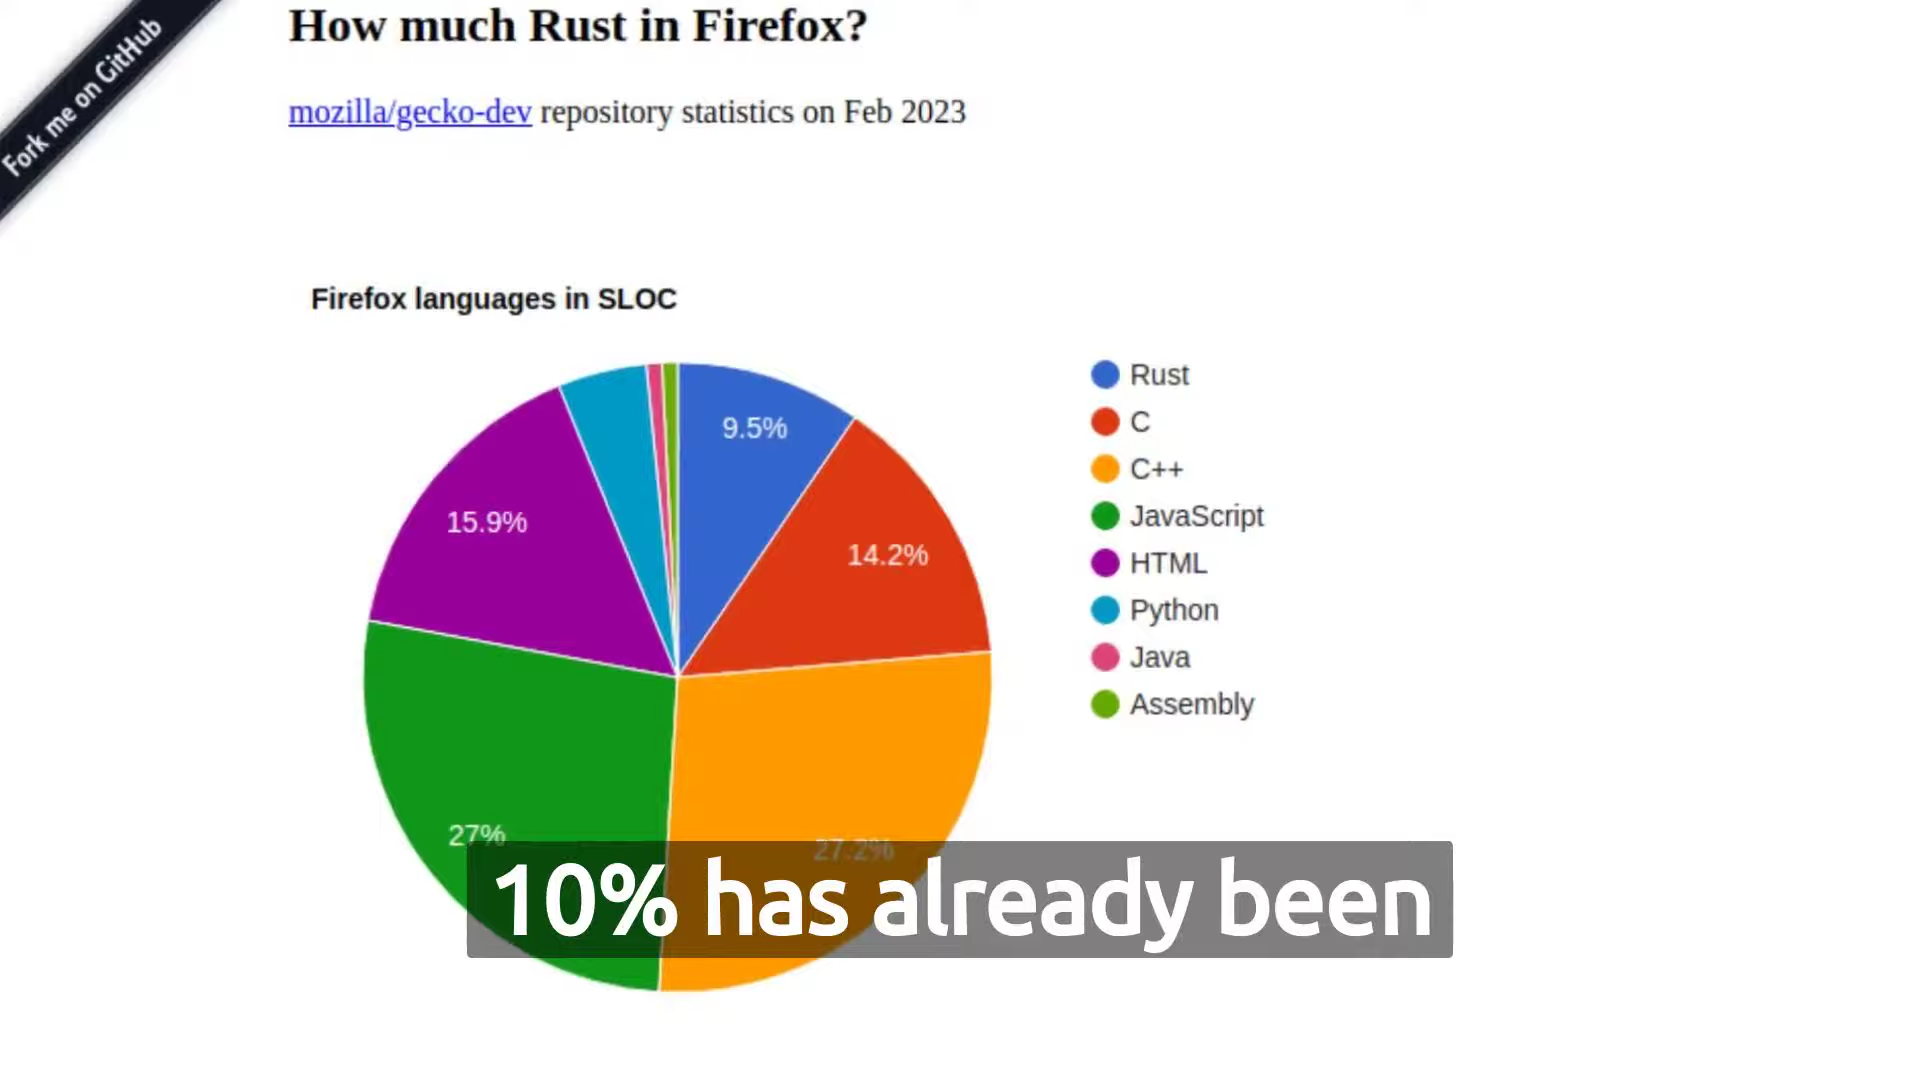 Fork me on GitHub
How much Rust in Firefox?
mozilla/gecko-dev repository statistics on Feb 2023
Firefox languages in SLOC
Rust
C
C++
JavaScript
HTML
Python
Java
Assembly
9.5%
14.2%
15.9%
27%
27.2%
10% has already been